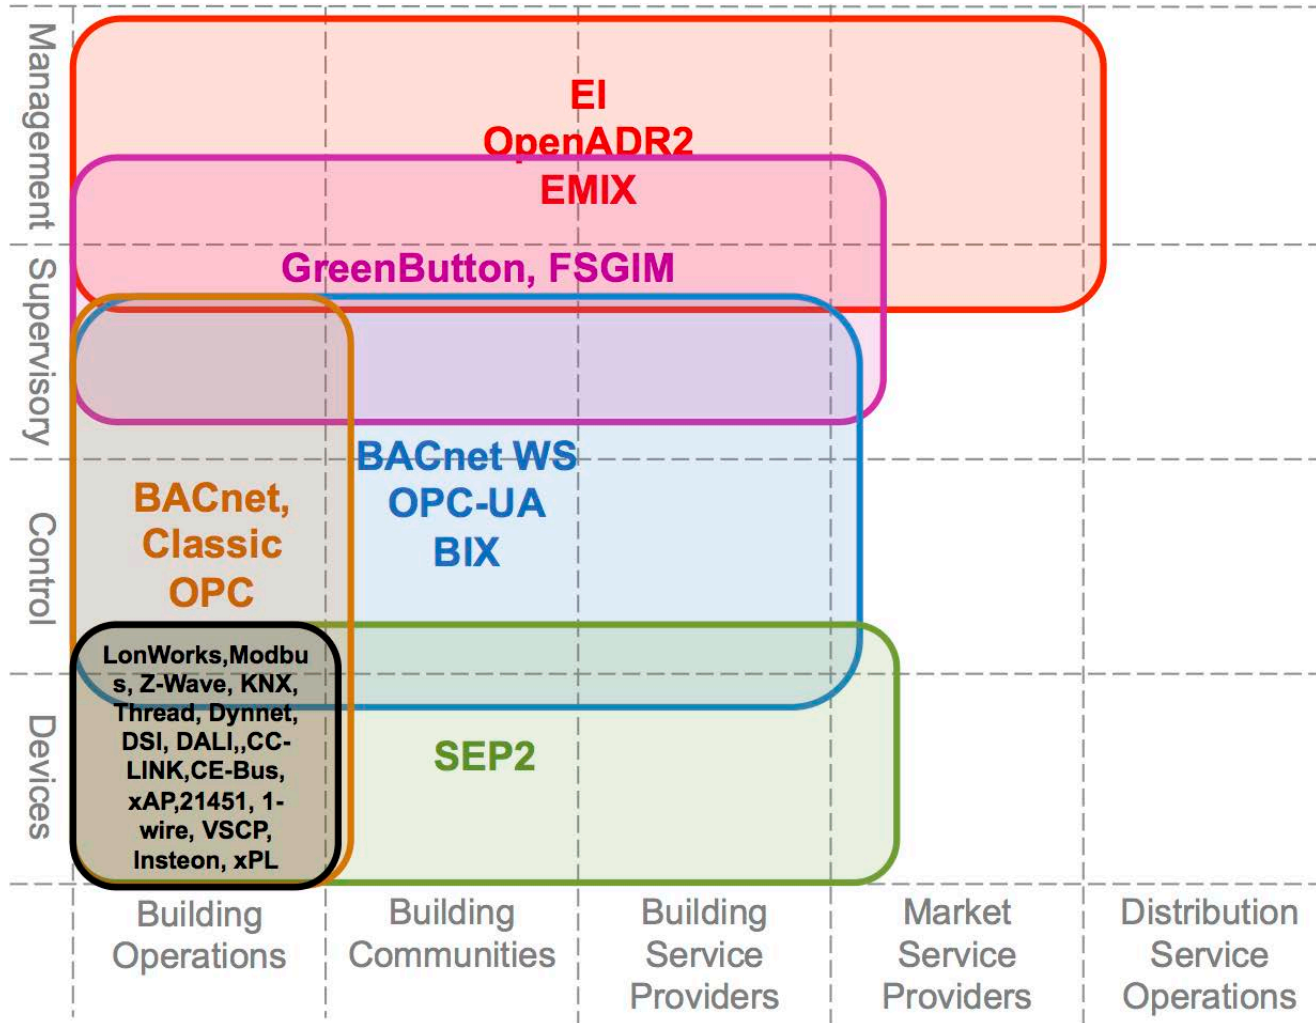 Management
EI
OpenADR2
EMIX
Supervisory
GreenButton, FSGIM
BACnet WS
OPC-UA
BIX
Control
BACnet,
Classic
OPC
LonWorks,Modbu
s, Z-Wave, KNX,
Thread, Dynnet,
DSI, DALI,,CC-
LINK,CE-Bus,
xAP,21451, 1-
wire, VSCP,
Insteon, xPL
Devices
SEP2
Building
Operations
Building
Communities
Building
Service
Providers
Market
Service
Providers
Distribution
Service
Operations